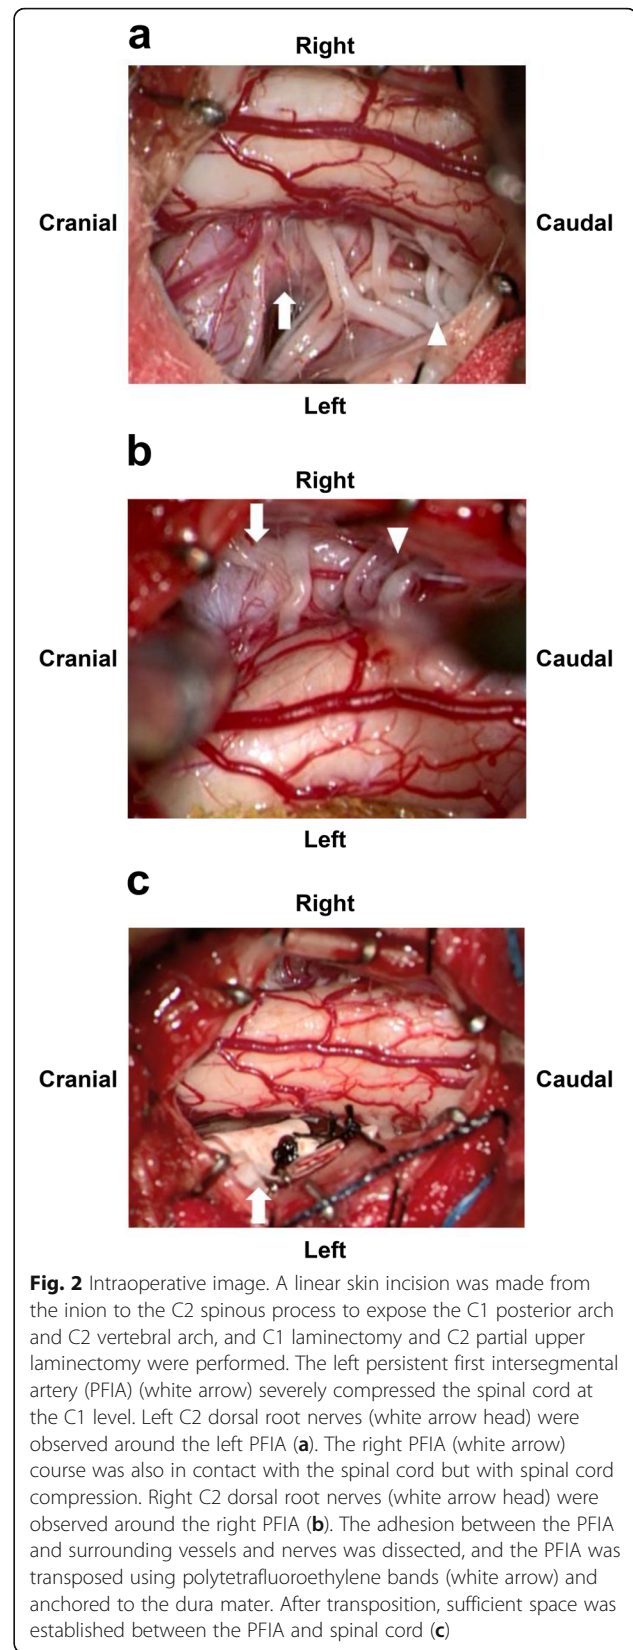 a
Right
Cranial
Caudal
Left
b
Right
Cranial
Caudal
Left
c
Right
Cranial
Caudal
Left
Fig. 2 Intraoperative image. A linear skin incision was made from
the inion to the C2 spinous process to expose the C1 posterior arch
and C2 vertebral arch, and C1 laminectomy and C2 partial upper
laminectomy were performed. The left persistent first intersegmental
artery (PFIA) (white arrow) severely compressed the spinal cord at
the C1 level. Left C2 dorsal root nerves (white arrow head) were
observed around the left PFIA (a). The right PFIA (white arrow)
course was also in contact with the spinal cord but with spinal cord
compression. Right C2 dorsal root nerves (white arrow head) were
observed around the right PFIA (b). The adhesion between the PFIA
and surrounding vessels and nerves was dissected, and the PFIA was
transposed using polytetrafluoroethylene bands (white arrow) and
anchored to the dura mater. After transposition, sufficient space was
established between the PFIA and spinal cord (c)